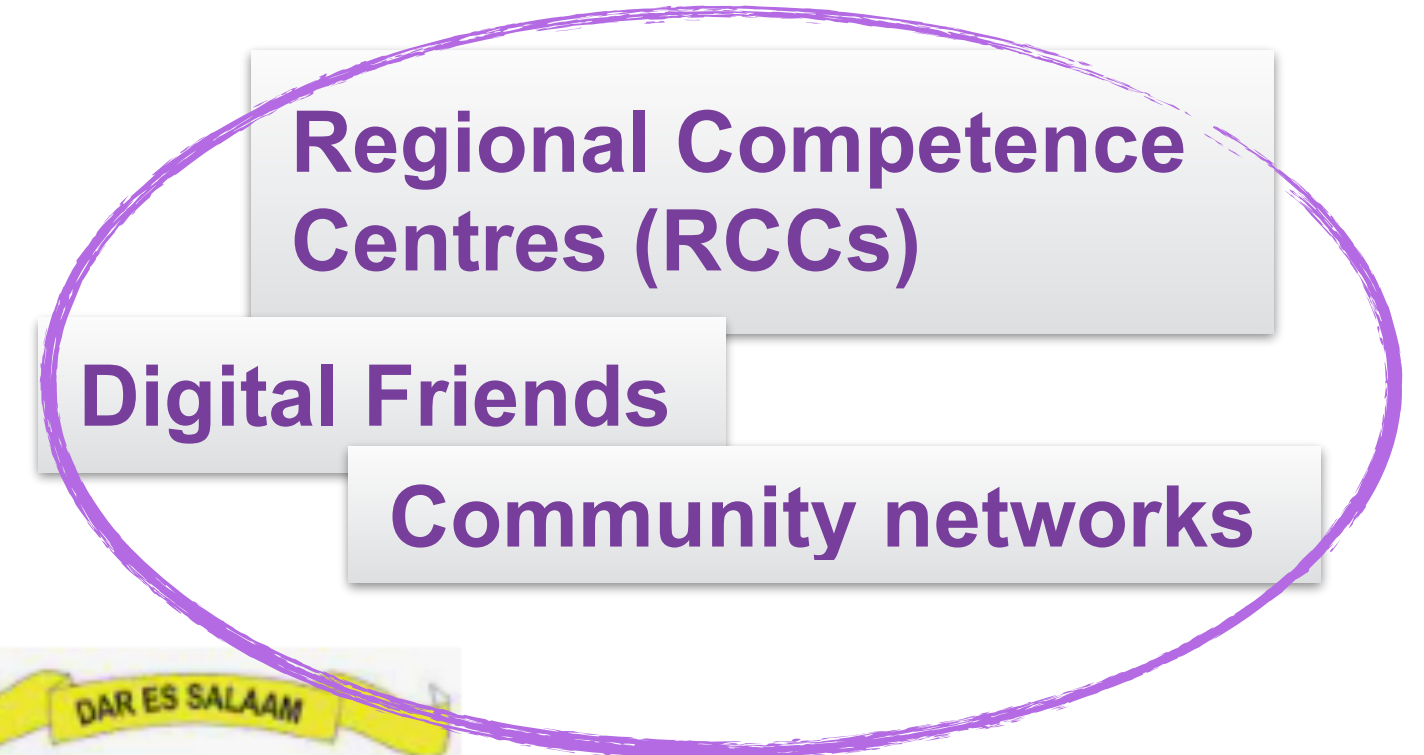 Regional Competence
Centres (RCCs)
Digital Friends
Community networks
DAR ES SALAAM